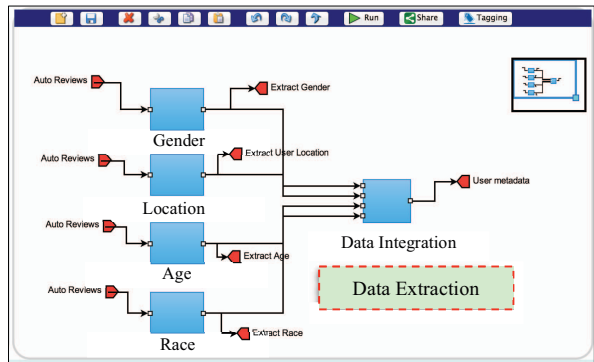 Run
Share
Tagging
Auto Reviews
Extract Gender
Gender
Auto Reviews
Extract User Location
Location
User metadata
Auto Reviews
Extract Age
Age
Data Integration
Auto Reviews
Data Extraction
Extract Race
Race